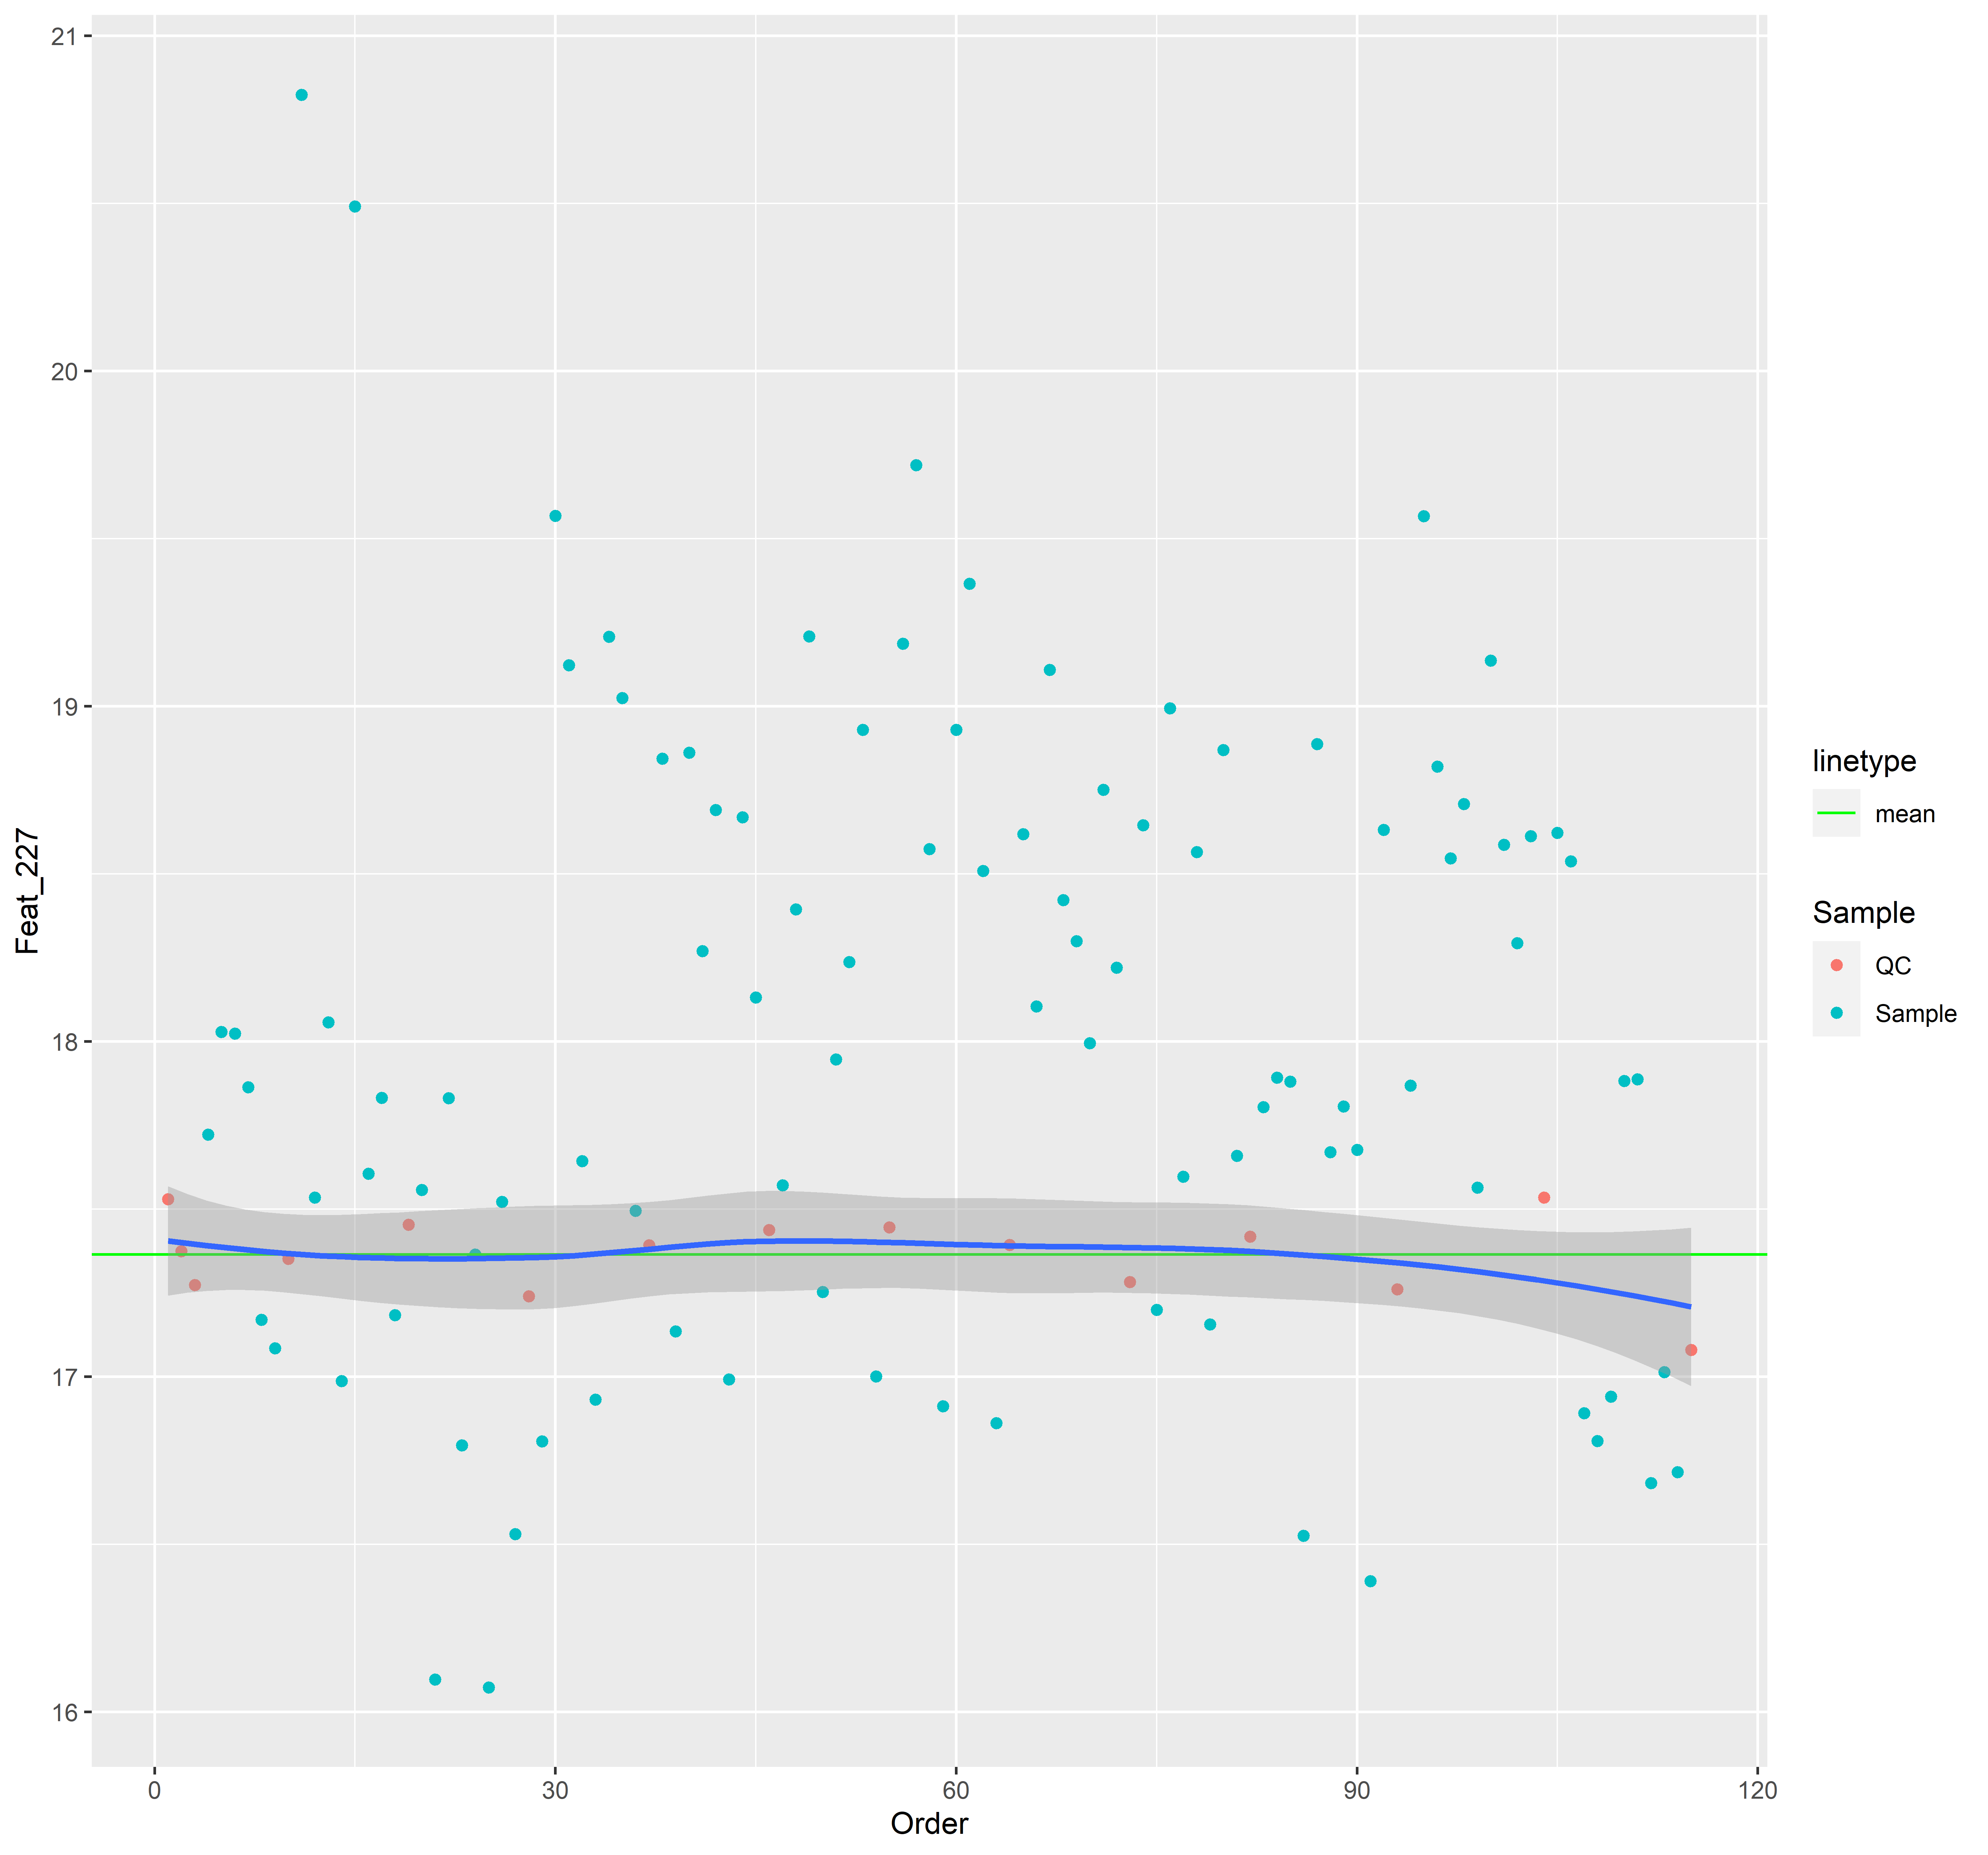 21
20
19
18
17
16
Feat_227
0 30 60 90 120
Order
linetype
mean
Sample
QC
Sample